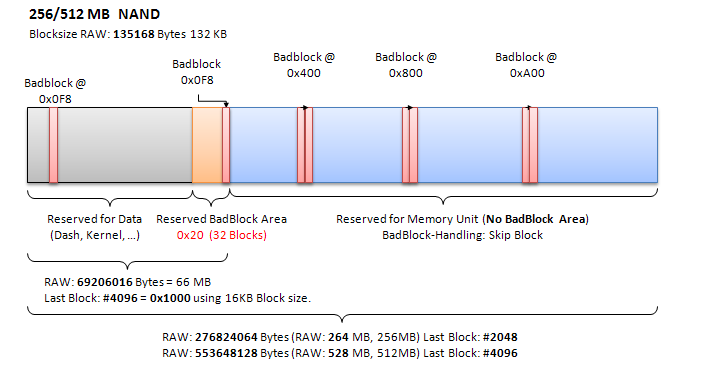 256/512 MB NAND
Blocksize RAW: 135168 Bytes 132 KB
Badblock @
0x0F8
Badblock
0x0F8
Badblock @
0x400
Badblock @
0x800
Badblock @
0xA00
Reserved for Data
(Dash, Kernel, ...)
Reserved BadBlock Area
0x20 (32 Blocks)
Reserved for Memory Unit (No BadBlock Area)
BadBlock-Handling: Skip Block
RAW: 69206016 Bytes = 66 MB
Last Block: #4096 = 0x1000 using 16KB Block size.
RAW: 276824064 Bytes (RAW: 264 MB, 256MB) Last Block: #2048
RAW: 553648128 Bytes (RAW: 528 MB, 512MB) Last Block: #4096